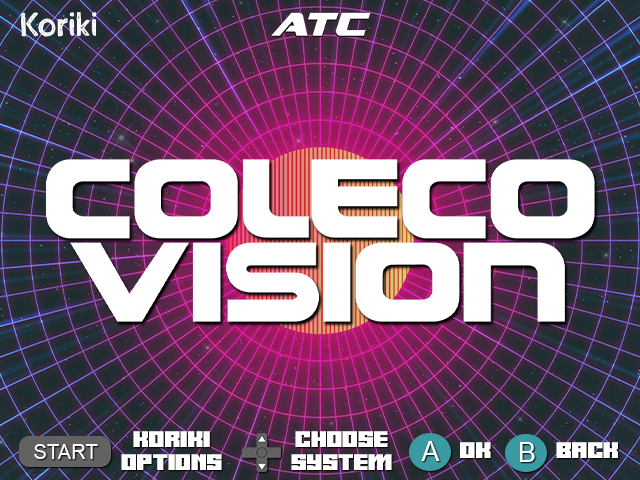 Koriki
ATC
COLECO
VISION
START
KORIKI
OPTIONS
CHOOSE
SYSTEM
A
OK
B
BACK